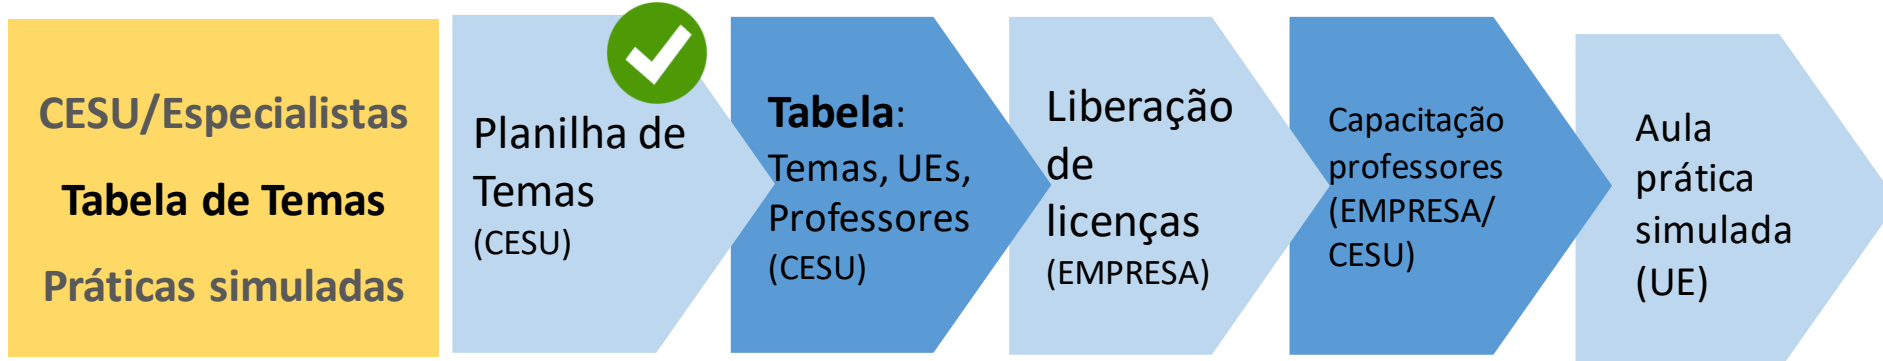 CESU/Especialistas
Tabela de Temas
Práticas simuladas
Planilha de
Temas
(CESU)
Tabela:
Temas, UEs,
Professores
(CESU)
Liberação
de
licenças
(EMPRESA)
Capacitação
professores
(EMPRESA/
CESU)
Aula
prática
simulada
(UE)